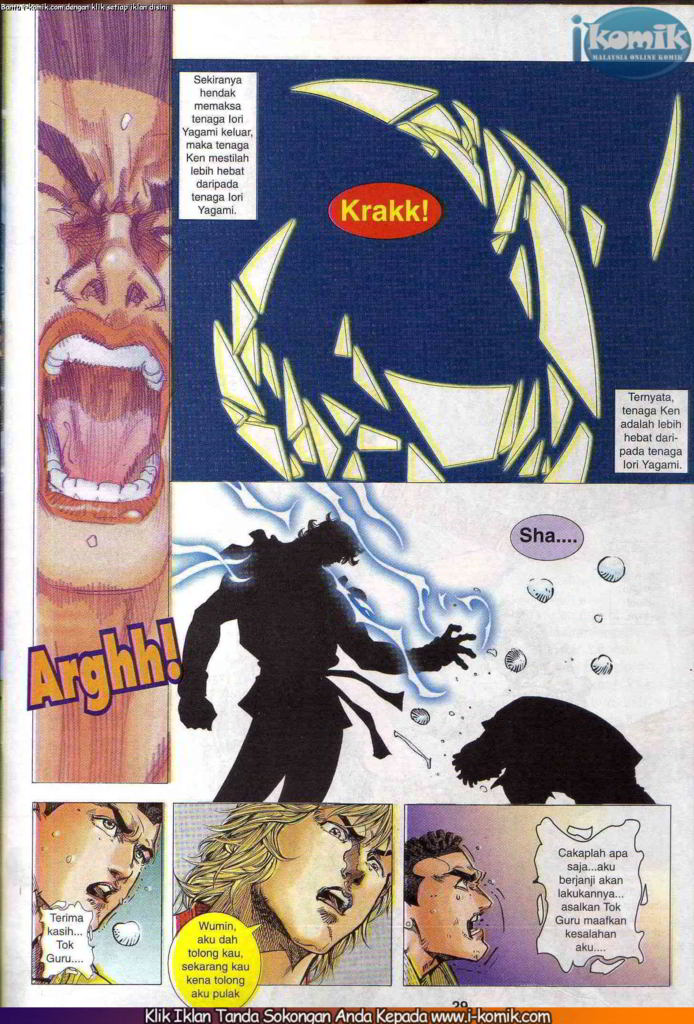 Bantu i-komik.com dengan klik setiap iklan disini
i komik
MALAYSIA ONLINE KOMIK
Sekiranya
hendak
memaksa
tenaga Iori
Yagami keluar,
maka tenaga
Ken mestilah
lebih hebat
daripada
tenaga Iori
Yagami.
Krakk!
Ternyata,
tenaga Ken
adalah lebih
hebat dari-
pada tenaga
Iori Yagami.
Sha....
Arghh!
Terima
kasih...
Tok
Guru....
Wumin,
aku dah
tolong kau,
sekarang kau
kena tolong
aku pulak
Cakaplah apa
saja...aku
berjanji akan
lakukannya...
asalkan Tok
Guru maafkan
kesalahan
aku....
29
Klik Iklan Tanda Sokongan Anda Kepada www.i-komik.com